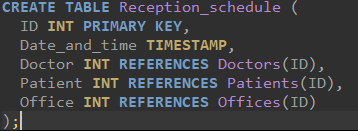 CREATE TABLE Reception_schedule (
ID INT PRIMARY KEY,
Date_and_time TIMESTAMP,
Doctor INT REFERENCES Doctors(ID),
Patient INT REFERENCES Patients(ID),
Office INT REFERENCES Offices(ID)
);